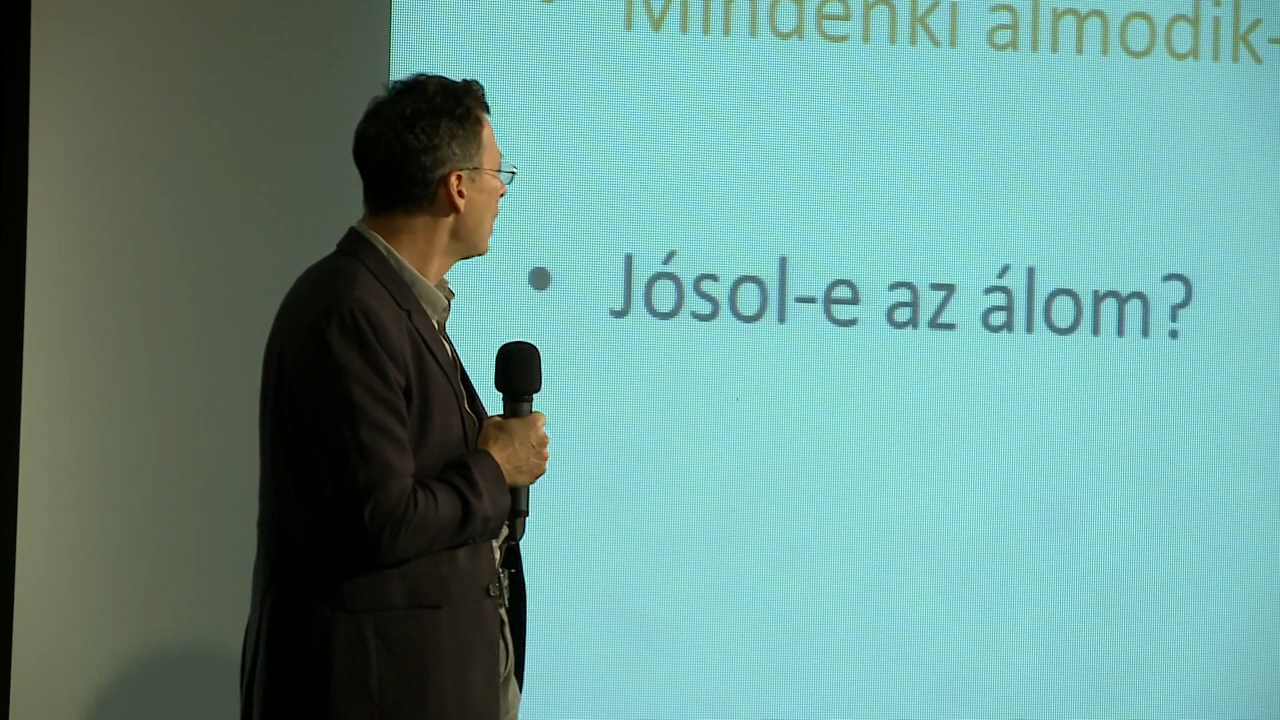 Mindenki álmodik-
• Jósol-e az álom?